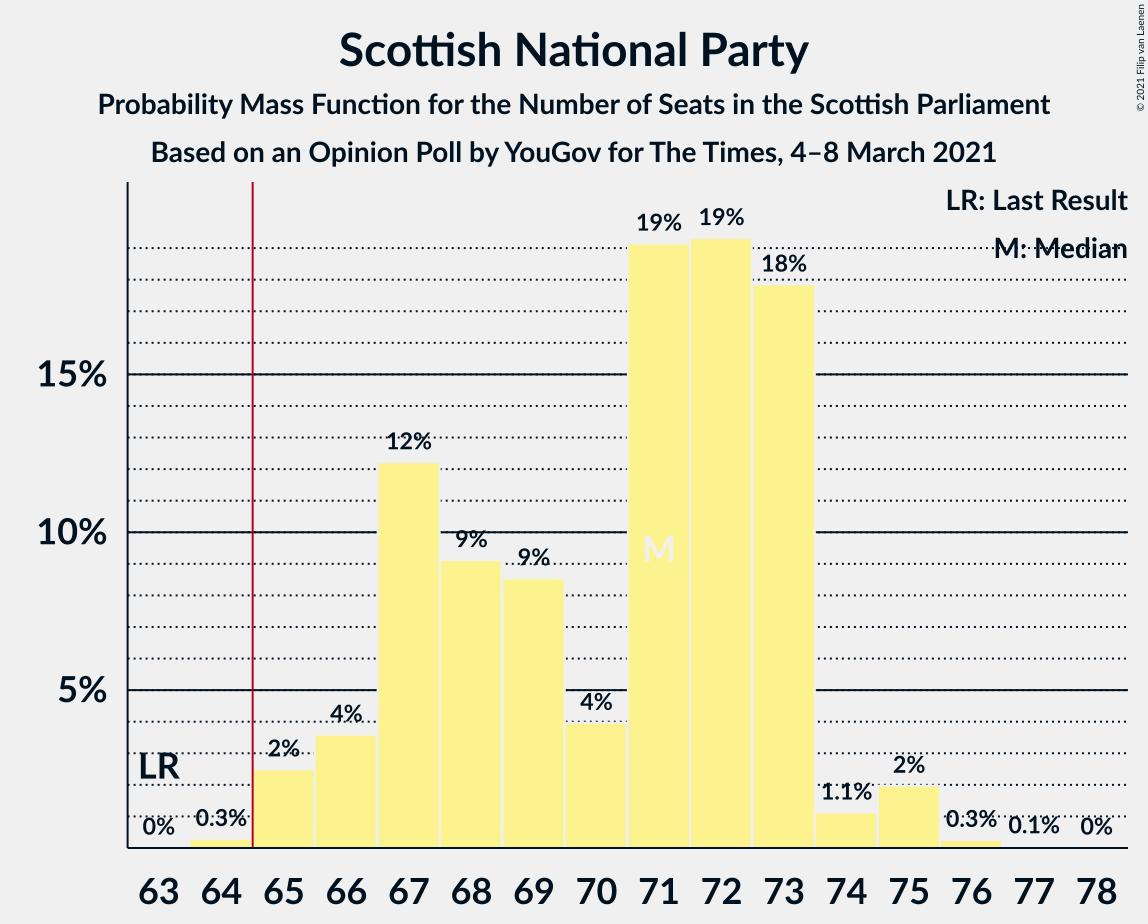 Scottish National Party
Probability Mass Function for the Number of Seats in the Scottish Parliament
Based on an Opinion Poll by YouGov for The Times, 4–8 March 2021
© 2021 Filip van Laenen
LR: Last Result
M: Median
15%
10%
5%
LR
0%
0.3%
2%
4%
12%
9%
9%
4%
19%
M
19%
18%
1.1%
2%
0.3%
0.1%
0%
63 64 65 66 67 68 69 70 71 72 73 74 75 76 77 78